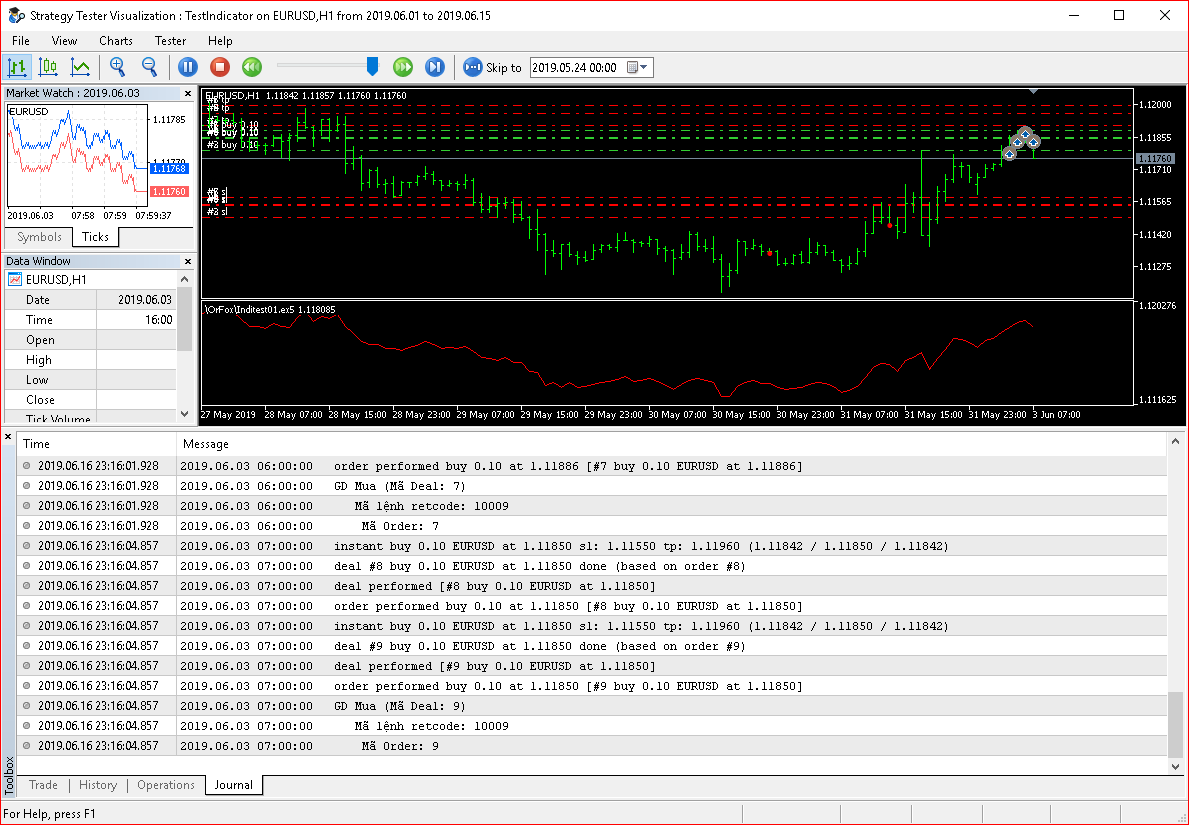 Strategy Tester Visualization : TestIndicator on EURUSD,H1 from 2019.06.01 to 2019.06.15
File View Charts Tester Help
Skip to 2019.05.24 00:00
Market Watch : 2019.06.03
EURUSD
1.11785
1.11770
1.11768
1.11760
2019.06.03 07:58 07:59 07:59:37
Symbols Ticks
Data Window
EURUSD,H1
Date 2019.06.03
Time 16:00
Open
High
Low
Close
Tick Volume
EURUSD,H1 1.11842 1.11857 1.11760 1.11760
buy 0.10
buy 0.10
#2 buy 0.10
sl
#2 sl
1.12000
1.11855
1.11760
1.11710
1.11565
1.11420
1.11275
\OrFox\Inditest01.ex5 1.118085
1.120276
1.111625
27 May 2019 28 May 07:00 28 May 15:00 28 May 23:00 29 May 07:00 29 May 15:00 29 May 23:00 30 May 07:00 30 May 15:00 30 May 23:00 31 May 07:00 31 May 15:00 31 May 23:00 3 Jun 07:00
Time Message
2019.06.16 23:16:01.928 2019.06.03 06:00:00 order performed buy 0.10 at 1.11886 [#7 buy 0.10 EURUSD at 1.11886]
2019.06.16 23:16:01.928 2019.06.03 06:00:00 GD Mua (Mã Deal: 7)
2019.06.16 23:16:01.928 2019.06.03 06:00:00 Mã lệnh retcode: 10009
2019.06.16 23:16:01.928 2019.06.03 06:00:00 Mã Order: 7
2019.06.16 23:16:04.857 2019.06.03 07:00:00 instant buy 0.10 EURUSD at 1.11850 sl: 1.11550 tp: 1.11960 (1.11842 / 1.11850 / 1.11842)
2019.06.16 23:16:04.857 2019.06.03 07:00:00 deal #8 buy 0.10 EURUSD at 1.11850 done (based on order #8)
2019.06.16 23:16:04.857 2019.06.03 07:00:00 deal performed [#8 buy 0.10 EURUSD at 1.11850]
2019.06.16 23:16:04.857 2019.06.03 07:00:00 order performed buy 0.10 at 1.11850 [#8 buy 0.10 EURUSD at 1.11850]
2019.06.16 23:16:04.857 2019.06.03 07:00:00 instant buy 0.10 EURUSD at 1.11850 sl: 1.11550 tp: 1.11960 (1.11842 / 1.11850 / 1.11842)
2019.06.16 23:16:04.857 2019.06.03 07:00:00 deal #9 buy 0.10 EURUSD at 1.11850 done (based on order #9)
2019.06.16 23:16:04.857 2019.06.03 07:00:00 deal performed [#9 buy 0.10 EURUSD at 1.11850]
2019.06.16 23:16:04.857 2019.06.03 07:00:00 order performed buy 0.10 at 1.11850 [#9 buy 0.10 EURUSD at 1.11850]
2019.06.16 23:16:04.857 2019.06.03 07:00:00 GD Mua (Mã Deal: 9)
2019.06.16 23:16:04.857 2019.06.03 07:00:00 Mã lệnh retcode: 10009
2019.06.16 23:16:04.857 2019.06.03 07:00:00 Mã Order: 9
Toolbox
Trade History Operations Journal
For Help, press F1